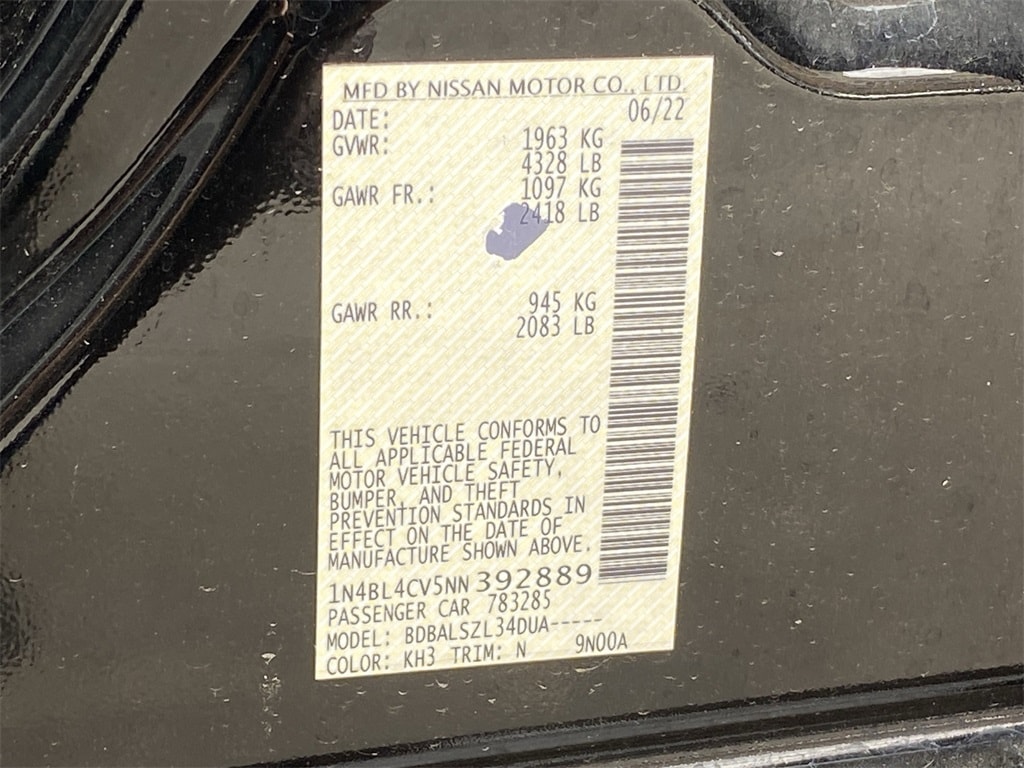 MFD BY NISSAN MOTOR CO., LTD.
DATE: 06/22
GVWR: 1963 KG
4328 LB
GAWR FR.: 1097 KG
2418 LB
GAWR RR.: 945 KG
2083 LB
THIS VEHICLE CONFORMS TO
ALL APPLICABLE FEDERAL
MOTOR VEHICLE SAFETY,
BUMPER, AND THEFT
PREVENTION STANDARDS IN
EFFECT ON THE DATE OF
MANUFACTURE SHOWN ABOVE.
1N4BL4CV5NN392889
PASSENGER CAR 783285
MODEL: BDBALSZL34DUA-----
COLOR: KH3 TRIM: N 9N00A